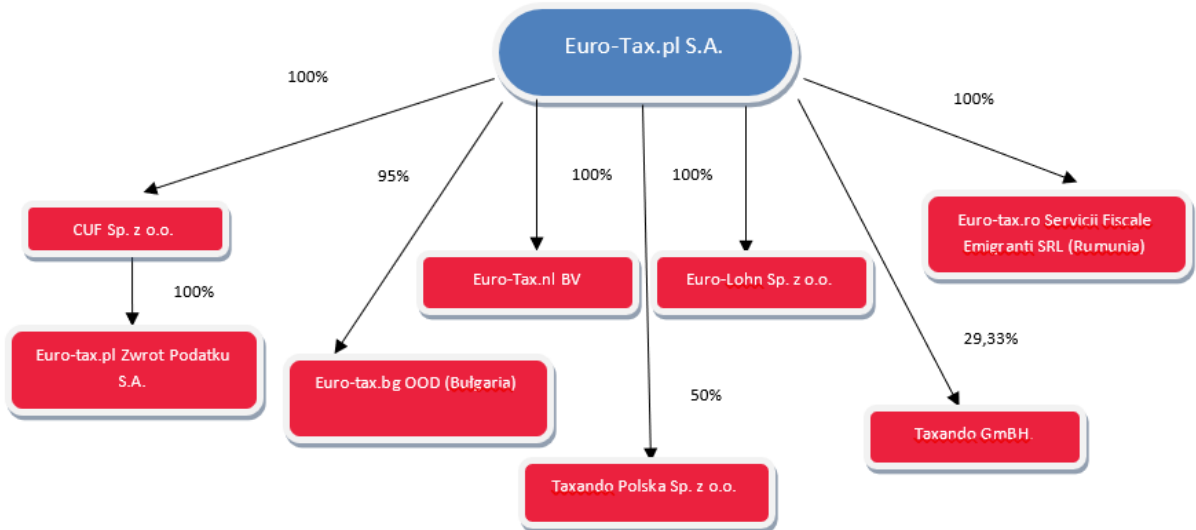 Euro-Tax.pl S.A.
100%
100%
95%
100%
100%
CUF Sp. z o.o.
Euro-tax.ro Servicii Fiscale
Emigranti SRL (Rumunia)
Euro-Tax.nl BV
Euro-Lohn Sp. z o.o.
100%
29,33%
Euro-tax.pl Zwrot Podatku
S.A.
Euro-tax.bg OOD (Bułgaria)
50%
Taxando GmBH.
Taxando Polska Sp. z o.o.